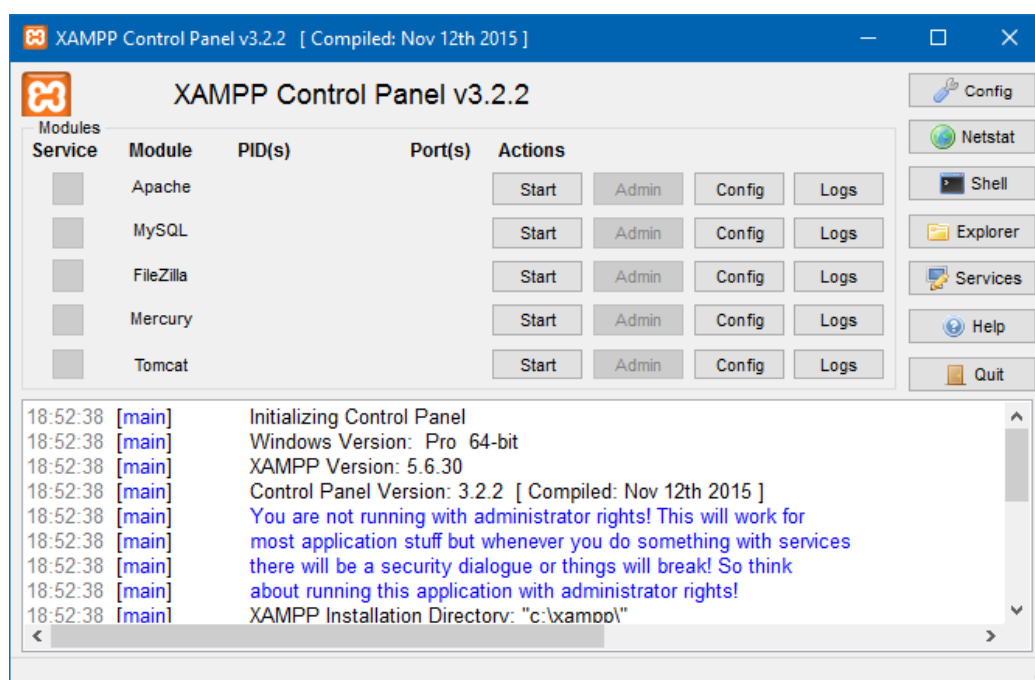 XAMPP Control Panel v3.2.2 [ Compiled: Nov 12th 2015 ]
XAMPP Control Panel v3.2.2
Config
Modules
Service Module PID(s) Port(s) Actions
Netstat
Apache Start Admin Config Logs
Shell
MySQL Start Admin Config Logs
Explorer
FileZilla Start Admin Config Logs
Services
Mercury Start Admin Config Logs
Help
Tomcat Start Admin Config Logs
Quit
18:52:38 [main] Initializing Control Panel
18:52:38 [main] Windows Version: Pro 64-bit
18:52:38 [main] XAMPP Version: 5.6.30
18:52:38 [main] Control Panel Version: 3.2.2 [ Compiled: Nov 12th 2015 ]
18:52:38 [main] You are not running with administrator rights! This will work for
18:52:38 [main] most application stuff but whenever you do something with services
18:52:38 [main] there will be a security dialogue or things will break! So think
18:52:38 [main] about running this application with administrator rights!
18:52:38 [main] XAMPP Installation Directory: "c:\xampp\"